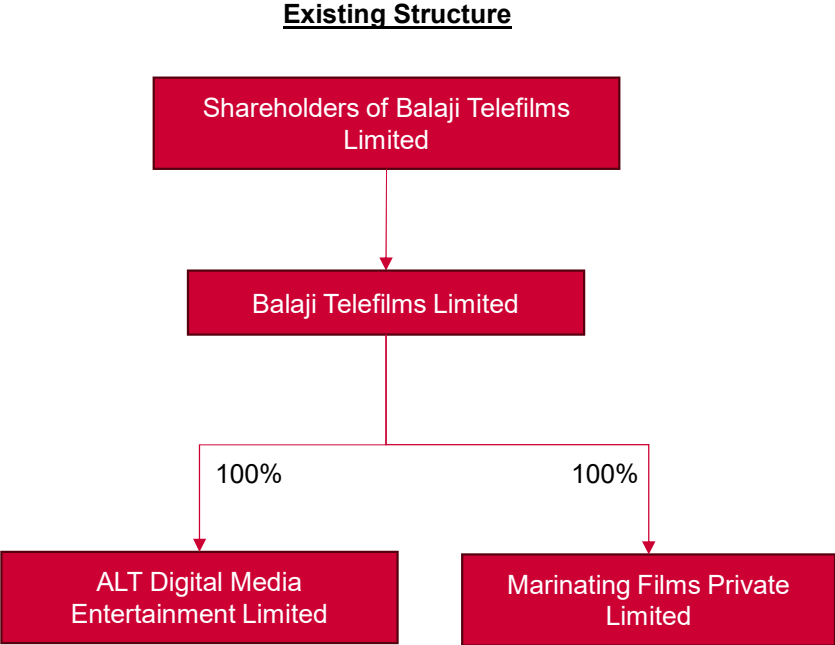 Existing Structure
Shareholders of Balaji Telefilms
Limited
Balaji Telefilms Limited
100%
100%
ALT Digital Media
Entertainment Limited
Marinating Films Private
Limited